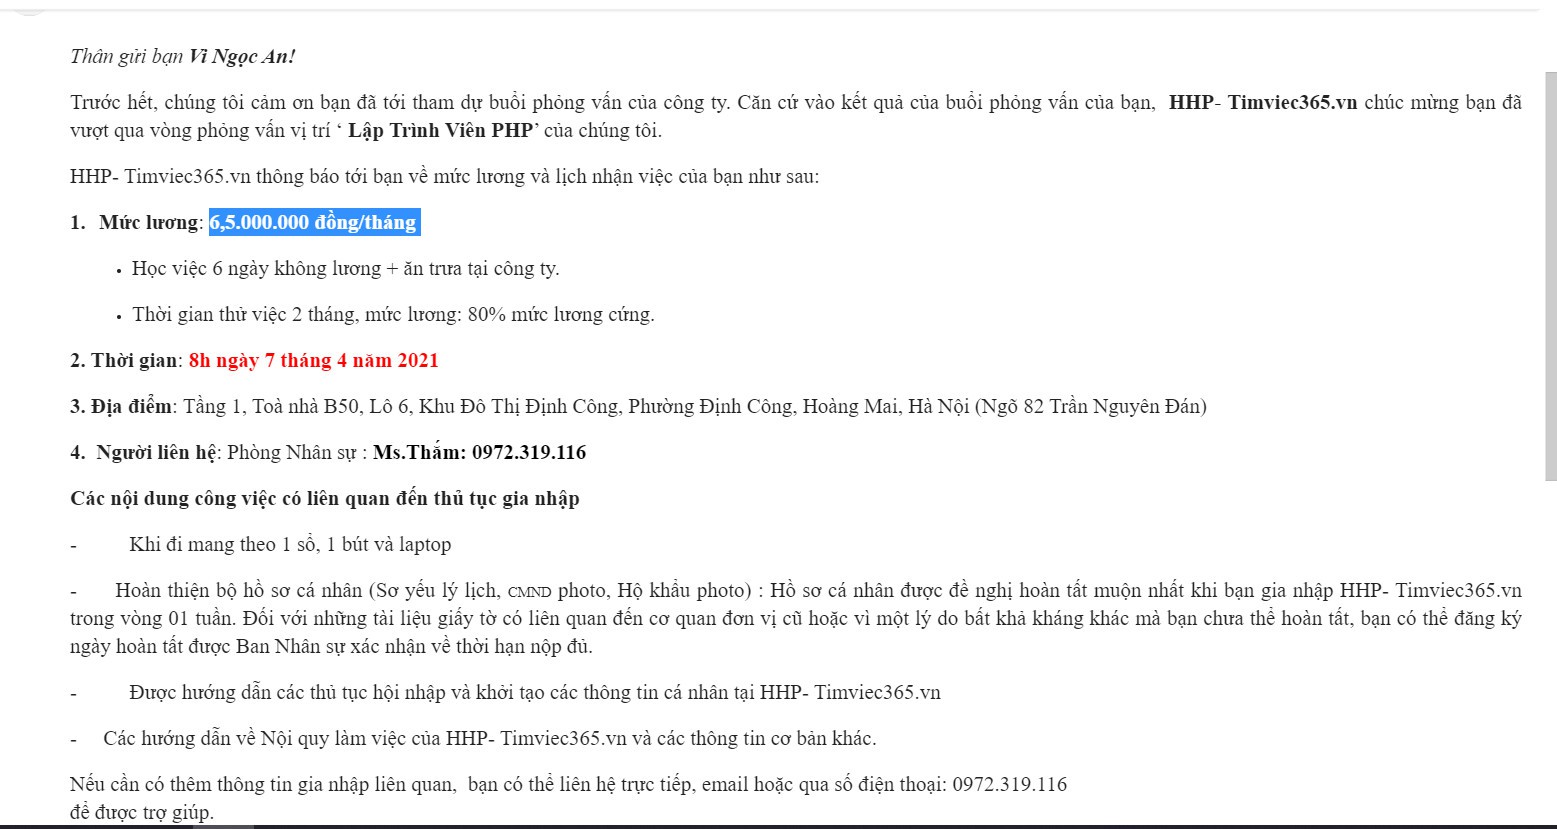 Thân gửi bạn Vi Ngọc An!
Trước hết, chúng tôi cảm ơn bạn đã tới tham dự buổi phỏng vấn của công ty. Căn cứ vào kết quả của buổi phỏng vấn của bạn, HHP- Timviec365.vn chúc mừng bạn đã
vượt qua vòng phỏng vấn vị trí ‘ Lập Trình Viên PHP’ của chúng tôi.
HHP- Timviec365.vn thông báo tới bạn về mức lương và lịch nhận việc của bạn như sau:
1. Mức lương: 6,5.000.000 đồng/tháng
• Học việc 6 ngày không lương + ăn trưa tại công ty.
• Thời gian thử việc 2 tháng, mức lương: 80% mức lương cứng.
2. Thời gian: 8h ngày 7 tháng 4 năm 2021
3. Địa điểm: Tầng 1, Toà nhà B50, Lô 6, Khu Đô Thị Định Công, Phường Định Công, Hoàng Mai, Hà Nội (Ngõ 82 Trần Nguyên Đán)
4. Người liên hệ: Phòng Nhân sự : Ms.Thắm: 0972.319.116
Các nội dung công việc có liên quan đến thủ tục gia nhập
- Khi đi mang theo 1 sổ, 1 bút và laptop
- Hoàn thiện bộ hồ sơ cá nhân (Sơ yếu lý lịch, CMND photo, Hộ khẩu photo) : Hồ sơ cá nhân được đề nghị hoàn tất muộn nhất khi bạn gia nhập HHP- Timviec365.vn
trong vòng 01 tuần. Đối với những tài liệu giấy tờ có liên quan đến cơ quan đơn vị cũ hoặc vì một lý do bất khả kháng khác mà bạn chưa thể hoàn tất, bạn có thể đăng ký
ngày hoàn tất được Ban Nhân sự xác nhận về thời hạn nộp đủ.
- Được hướng dẫn các thủ tục hội nhập và khởi tạo các thông tin cá nhân tại HHP- Timviec365.vn
- Các hướng dẫn về Nội quy làm việc của HHP- Timviec365.vn và các thông tin cơ bản khác.
Nếu cần có thêm thông tin gia nhập liên quan, bạn có thể liên hệ trực tiếp, email hoặc qua số điện thoại: 0972.319.116
để được trợ giúp.